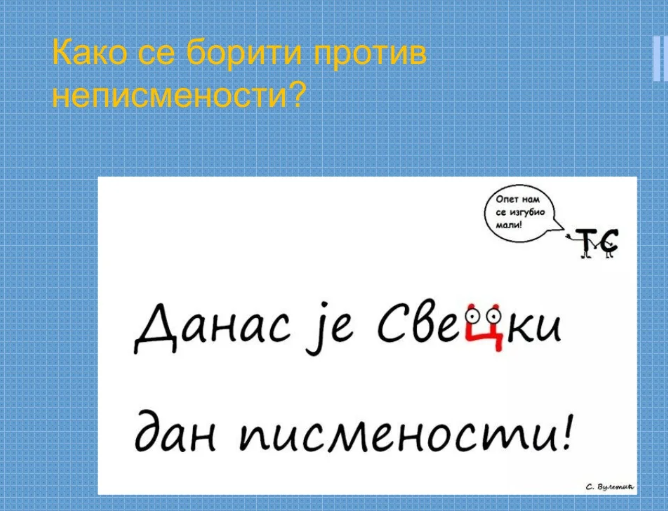 Како се борити против
неписмености?
Опет нам
се изгубио
мали!
ТС
Данас је Свецки
дан писмености!
С. Вулетић